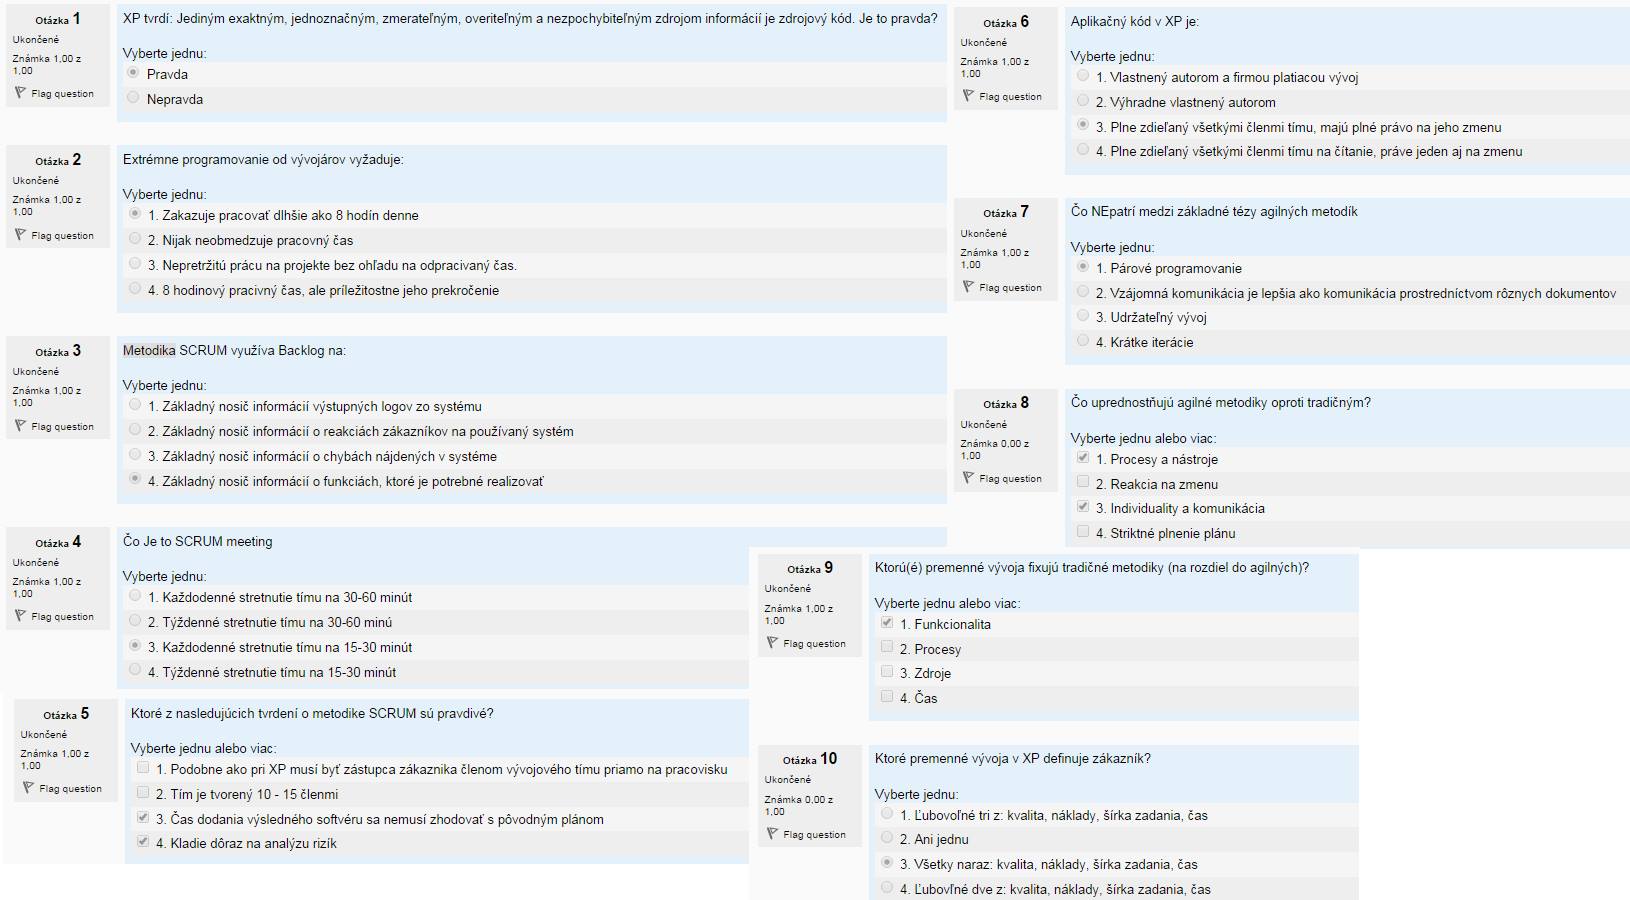 Otázka 1
Ukončené
Známka 1,00 z
1,00
Flag question
XP tvrdí: Jediným exaktným, jednoznačným, zmerateľným, overiteľným a nezpochybiteľným zdrojom informácií je zdrojový kód. Je to pravda?
Vyberte jednu:
Pravda
Nepravda
Otázka 2
Ukončené
Známka 1,00 z
1,00
Flag question
Extrémne programovanie od vývojárov vyžaduje:
Vyberte jednu:
1. Zakazuje pracovať dlhšie ako 8 hodín denne
2. Nijak neobmedzuje pracovný čas
3. Nepretržitú prácu na projekte bez ohľadu na odpracivaný čas.
4. 8 hodinový pracivný čas, ale príležitostne jeho prekročenie
Otázka 3
Ukončené
Známka 1,00 z
1,00
Flag question
Metodika SCRUM využíva Backlog na:
Vyberte jednu:
1. Základný nosič informácií výstupných logov zo systému
2. Základný nosič informácií o reakciách zákazníkov na používaný systém
3. Základný nosič informácií o chybách nájdených v systéme
4. Základný nosič informácií o funkciách, ktoré je potrebné realizovať
Otázka 4
Ukončené
Známka 1,00 z
1,00
Flag question
Čo Je to SCRUM meeting
Vyberte jednu:
1. Každodenné stretnutie tímu na 30-60 minút
2. Týždenné stretnutie tímu na 30-60 minú
3. Každodenné stretnutie tímu na 15-30 minút
4. Týždenné stretnutie tímu na 15-30 minút
Otázka 5
Ukončené
Známka 1,00 z
1,00
Flag question
Ktoré z nasledujúcich tvrdení o metodike SCRUM sú pravdivé?
Vyberte jednu alebo viac:
1. Podobne ako pri XP musí byť zástupca zákaznika členom vývojového tímu priamo na pracovisku
2. Tím je tvorený 10 - 15 členmi
3. Čas dodania výsledného softvéru sa nemusí zhodovať s pôvodným plánom
4. Kladie dôraz na analýzu rizík
Otázka 6
Ukončené
Známka 1,00 z
1,00
Flag question
Aplikačný kód v XP je:
Vyberte jednu:
1. Vlastnený autorom a firmou platiacou vývoj
2. Výhradne vlastnený autorom
3. Plne zdieľaný všetkými členmi tímu, majú plné právo na jeho zmenu
4. Plne zdieľaný všetkými členmi tímu na čítanie, práve jeden aj na zmenu
Otázka 7
Ukončené
Známka 1,00 z
1,00
Flag question
Čo NEpatrí medzi základné tézy agilných metodík
Vyberte jednu:
1. Párové programovanie
2. Vzájomná komunikácia je lepšia ako komunikácia prostredníctvom rôznych dokumentov
3. Udržateľný vývoj
4. Krátke iterácie
Otázka 8
Ukončené
Známka 0,00 z
1,00
Flag question
Čo uprednostňujú agilné metodiky oproti tradičným?
Vyberte jednu alebo viac:
1. Procesy a nástroje
2. Reakcia na zmenu
3. Individuality a komunikácia
4. Striktné plnenie plánu
Otázka 9
Ukončené
Známka 1,00 z
1,00
Flag question
Ktorú(é) premenné vývoja fixujú tradičné metodiky (na rozdiel do agilných)?
Vyberte jednu alebo viac:
1. Funkcionalita
2. Procesy
3. Zdroje
4. Čas
Otázka 10
Ukončené
Známka 0,00 z
1,00
Flag question
Ktoré premenné vývoja v XP definuje zákazník?
Vyberte jednu:
1. Ľubovoľné tri z: kvalita, náklady, šírka zadania, čas
2. Ani jednu
3. Všetky naraz: kvalita, náklady, šírka zadania, čas
4. Ľubovľné dve z: kvalita, náklady, šírka zadania, čas